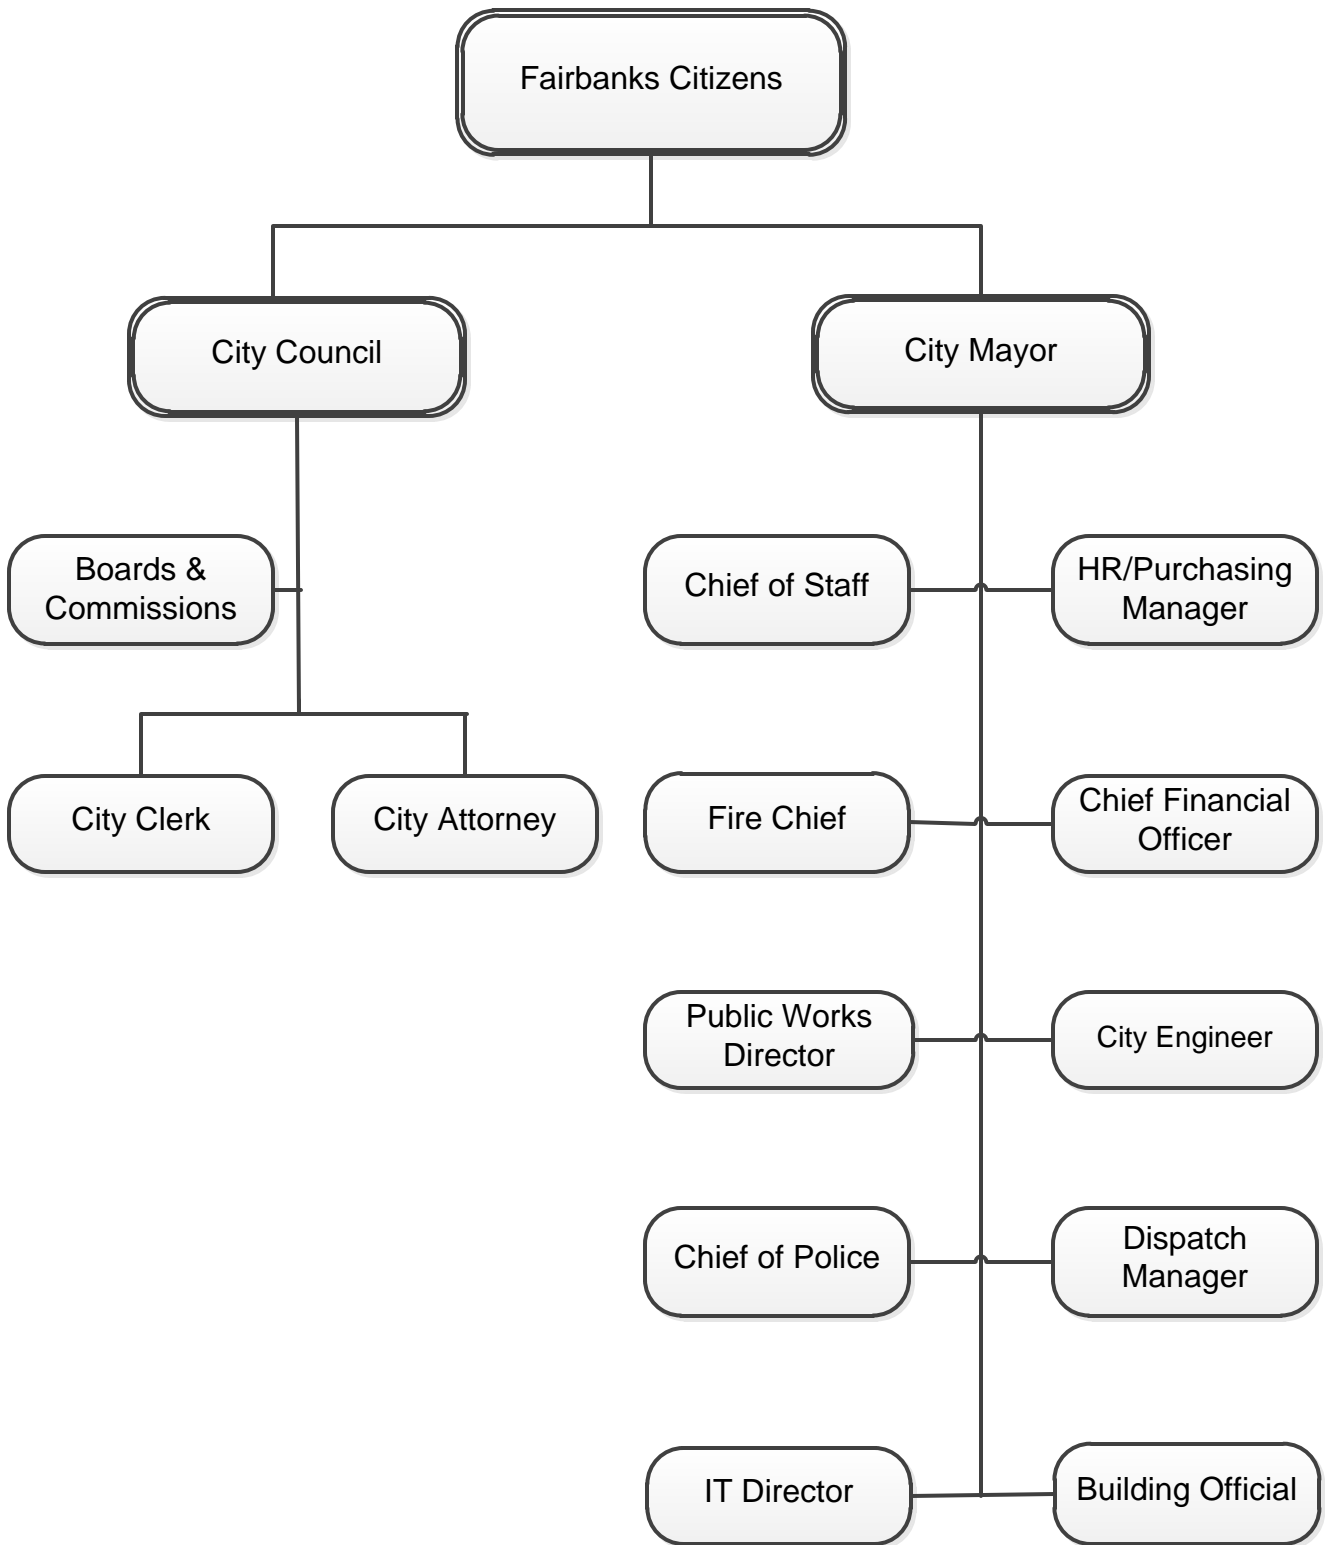 Fairbanks Citizens
City Council
City Mayor
Boards &
Commissions
Chief of Staff
HR/Purchasing
Manager
City Clerk
City Attorney
Fire Chief
Chief Financial
Officer
Public Works
Director
City Engineer
Chief of Police
Dispatch
Manager
IT Director
Building Official